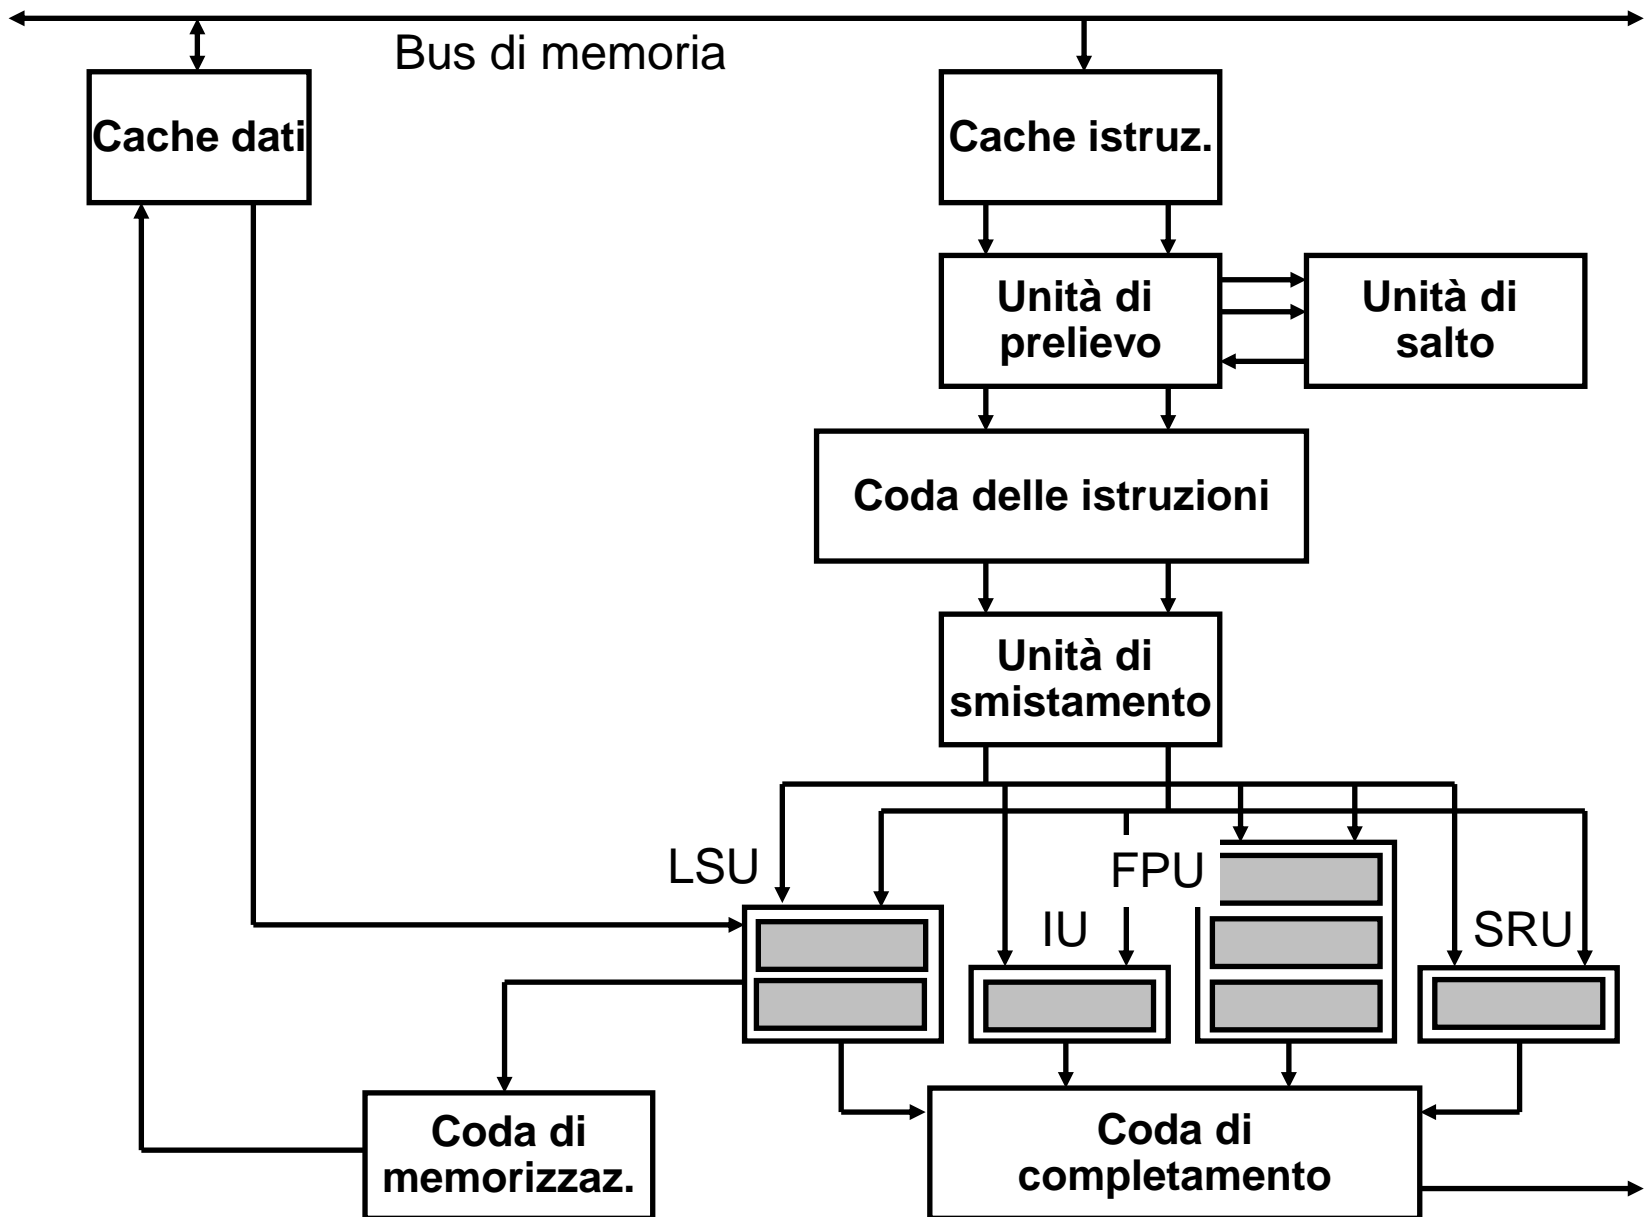 Bus di memoria
Cache dati
Cache istruz.
Unità di
prelievo
Unità di
salto
Coda delle istruzioni
Unità di
smistamento
LSU
FPU
IU
SRU
Coda di
memorizzaz.
Coda di
completamento